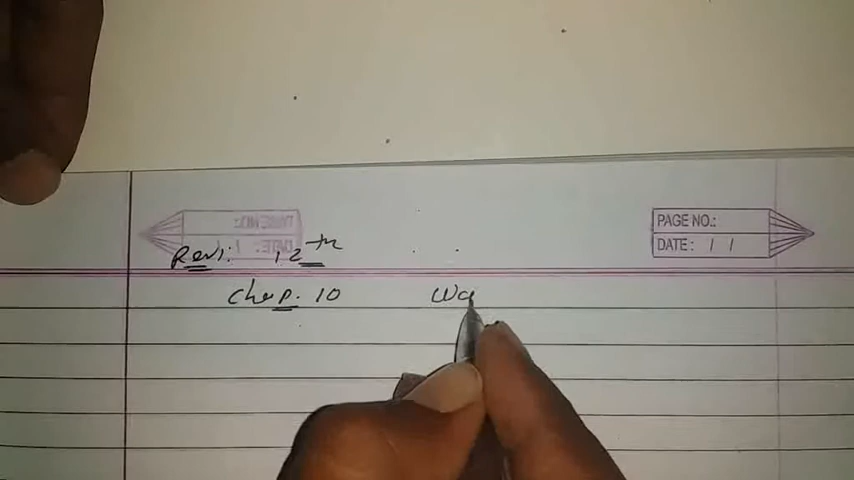 PAGE NO.:
DATE: / /
Revi: 12th
Chap. 10 Wa